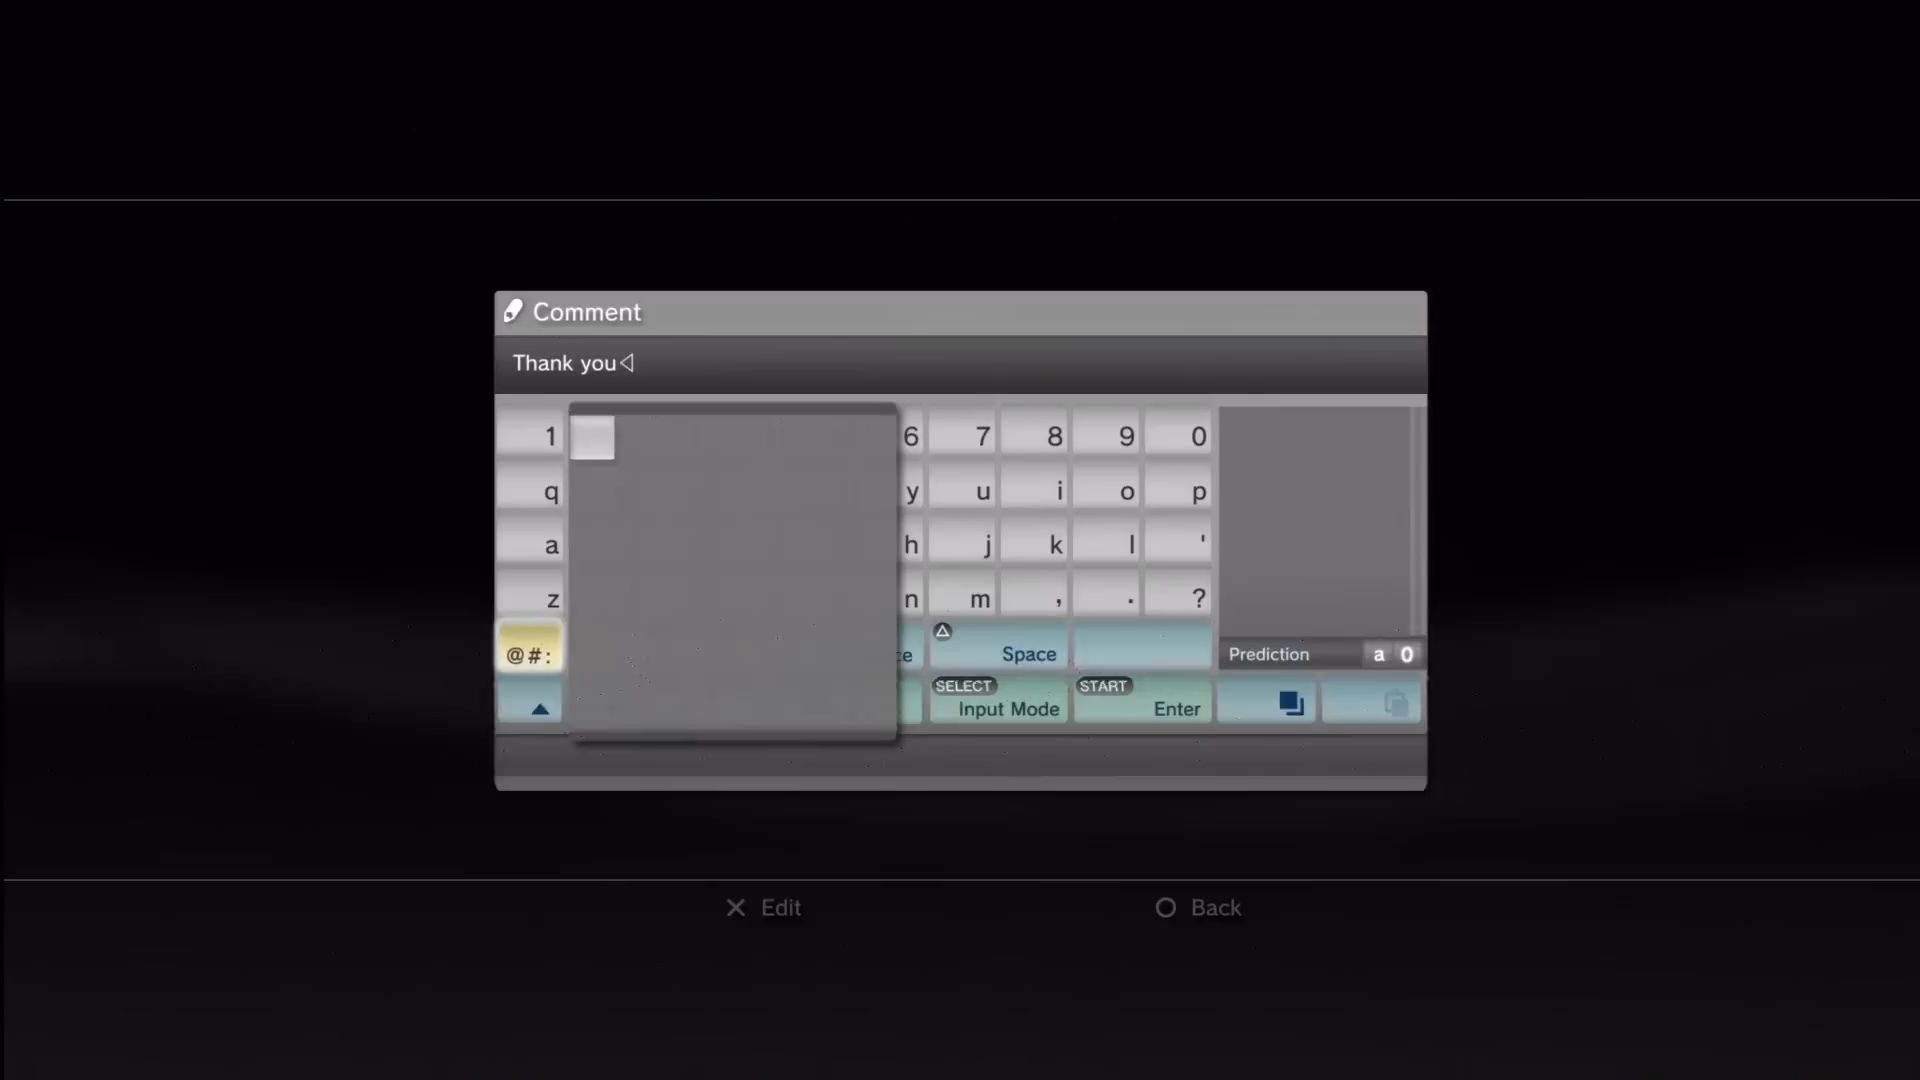 Comment
Thank you
1 6 7 8 9 0
q y u i o p
a h j k l '
z n m , . ?
@#: ce Space Prediction a 0
SELECT Input Mode START Enter
Edit Back